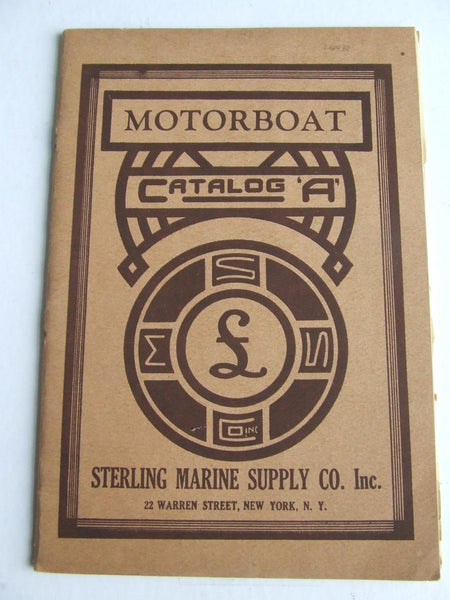 MOTORBOAT
CATALOG 'A'
S
M £ S
CO INC
STERLING MARINE SUPPLY CO. Inc.
22 WARREN STREET, NEW YORK, N. Y.